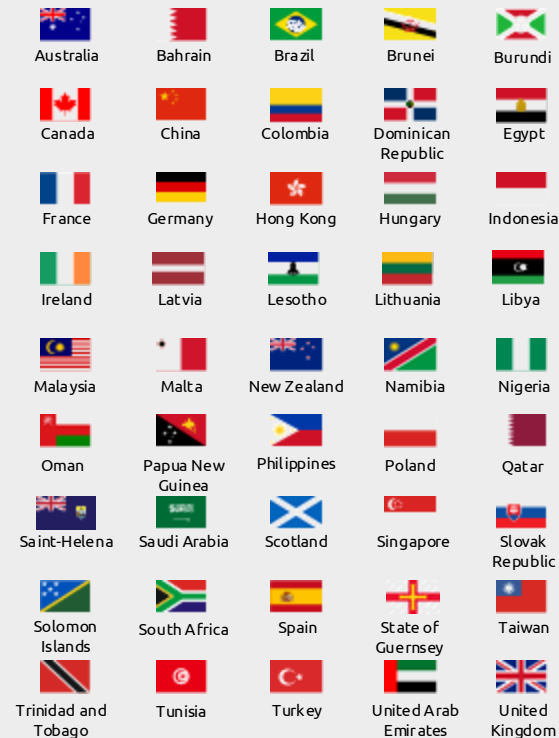 Australia
Bahrain
Brazil
Brunei
Burundi
Canada
China
Colombia
Dominican
Republic
Egypt
France
Germany
Hong Kong
Hungary
Indonesia
Ireland
Latvia
Lesotho
Lithuania
Libya
Malaysia
Malta
New Zealand
Namibia
Nigeria
Oman
Papua New
Guinea
Philippines
Poland
Qatar
Saint-Helena
Saudi Arabia
Scotland
Singapore
Slovak
Republic
Solomon
Islands
South Africa
Spain
State of
Guernsey
Taiwan
Trinidad and
Tobago
Tunisia
Turkey
United Arab
Emirates
United
Kingdom